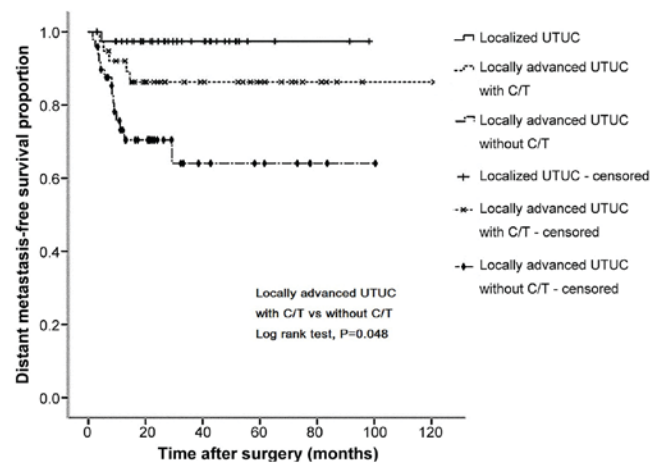 1.0
0.8
0.6
0.4
0.2
0.0
Distant metastasis-free survival proportion
0 20 40 60 80 100 120
Time after surgery (months)
Locally advanced UTUC
with C/T vs without C/T
Log rank test, P=0.048
Localized UTUC
Locally advanced UTUC
with C/T
Locally advanced UTUC
without C/T
Localized UTUC - censored
Locally advanced UTUC
with C/T - censored
Locally advanced UTUC
without C/T - censored